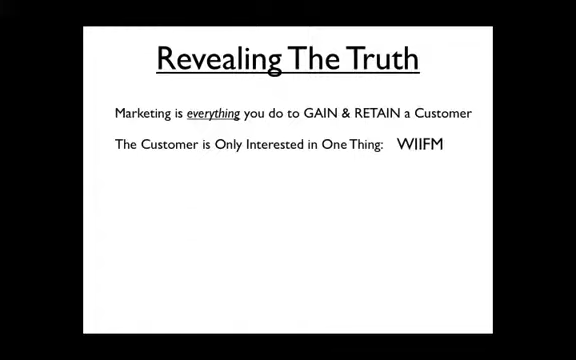 Revealing The Truth
Marketing is everything you do to GAIN & RETAIN a Customer
The Customer is Only Interested in One Thing: WIIFM